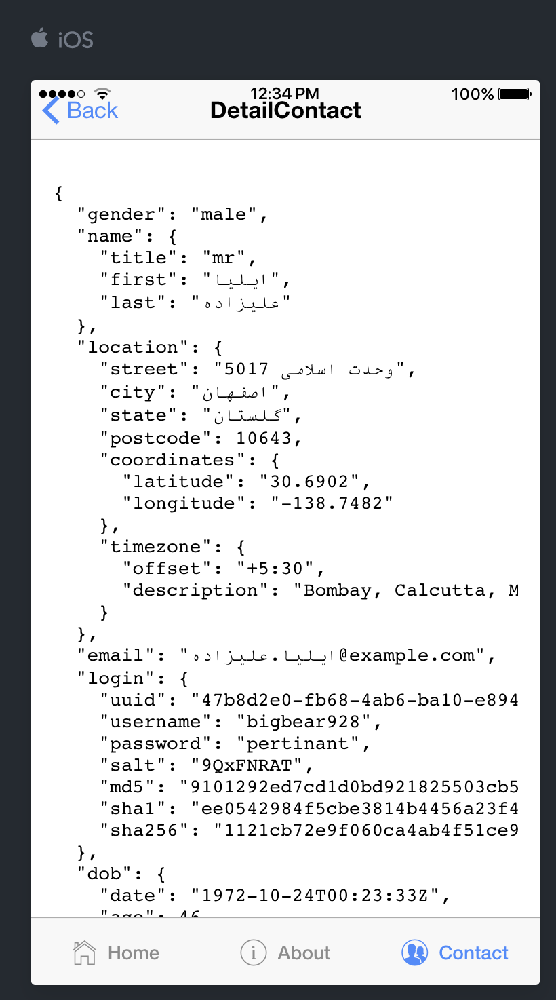 iOS
12:34 PM
100%
Back
DetailContact
{
"gender": "male",
"name": {
"title": "mr",
"first": "ایلیا",
"last": "علیزاده"
},
"location": {
"street": "5017 وحدت اسلامی",
"city": "اصفهان",
"state": "گلستان",
"postcode": 10643,
"coordinates": {
"latitude": "30.6902",
"longitude": "-138.7482"
},
"timezone": {
"offset": "+5:30",
"description": "Bombay, Calcutta, M
}
},
"email": "ایلیا.علیزاده@example.com",
"login": {
"uuid": "47b8d2e0-fb68-4ab6-ba10-e894
"username": "bigbear928",
"password": "pertinant",
"salt": "9QxFNRAT",
"md5": "9101292ed7cd1d0bd921825503cb5
"sha1": "ee0542984f5cbe3814b4456a23f4
"sha256": "1121cb72e9f060ca4ab4f51ce9
},
"dob": {
"date": "1972-10-24T00:23:33Z",
"age": 46
Home
About
Contact